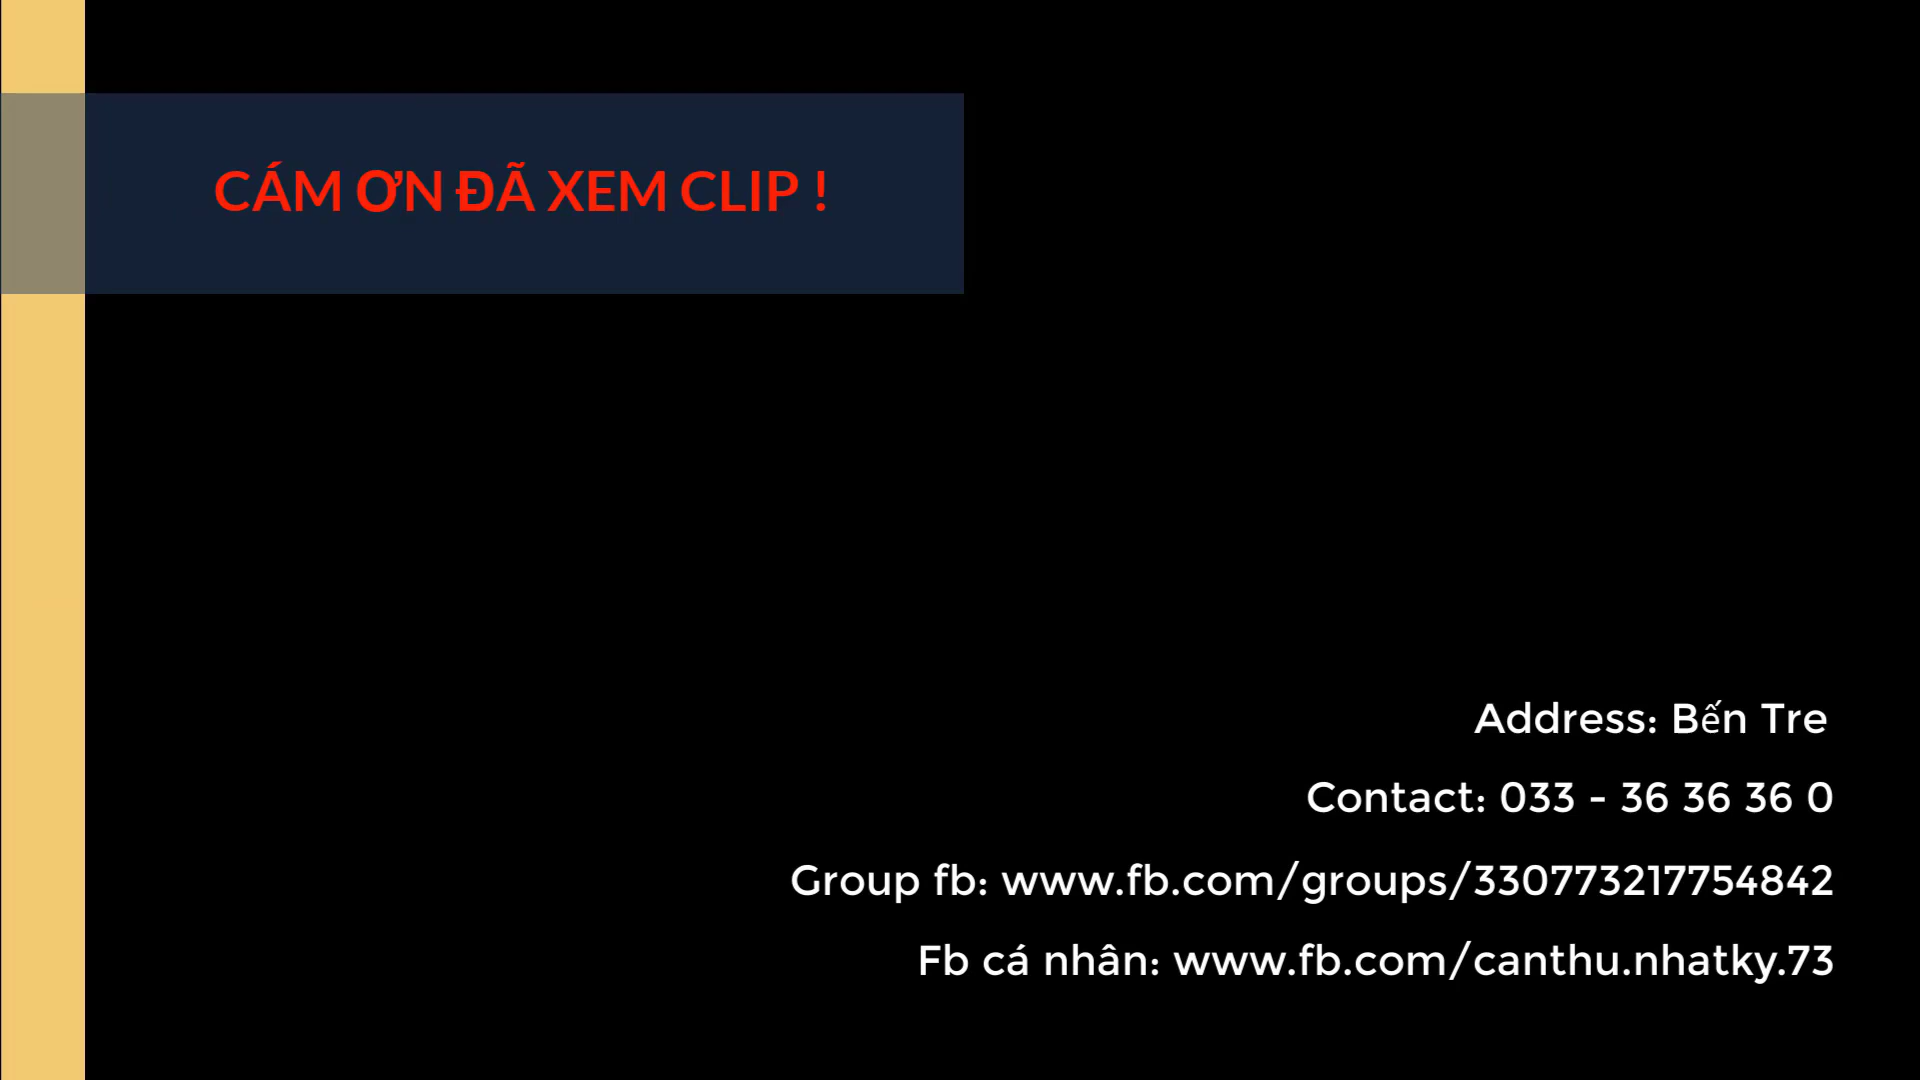 CÁM ƠN ĐÃ XEM CLIP !
Address: Bến Tre
Contact: 033 - 36 36 36 0
Group fb: www.fb.com/groups/330773217754842
Fb cá nhân: www.fb.com/canthu.nhatky.73